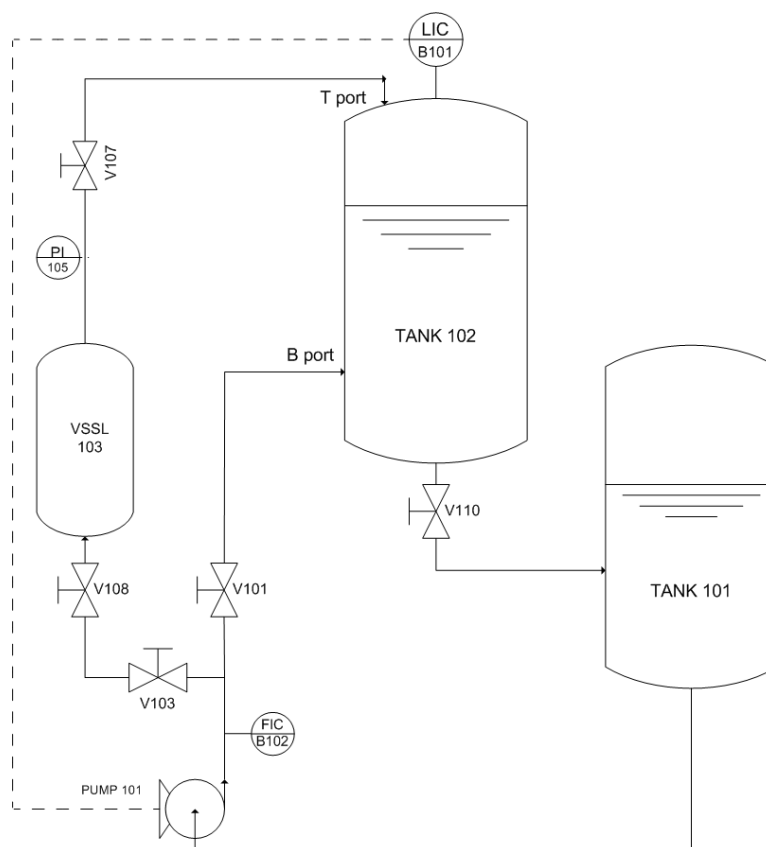 LIC
B101
T port
V107
PI
105
TANK 102
B port
VSSL
103
V110
V108
V101
TANK 101
V103
FIC
B102
PUMP 101